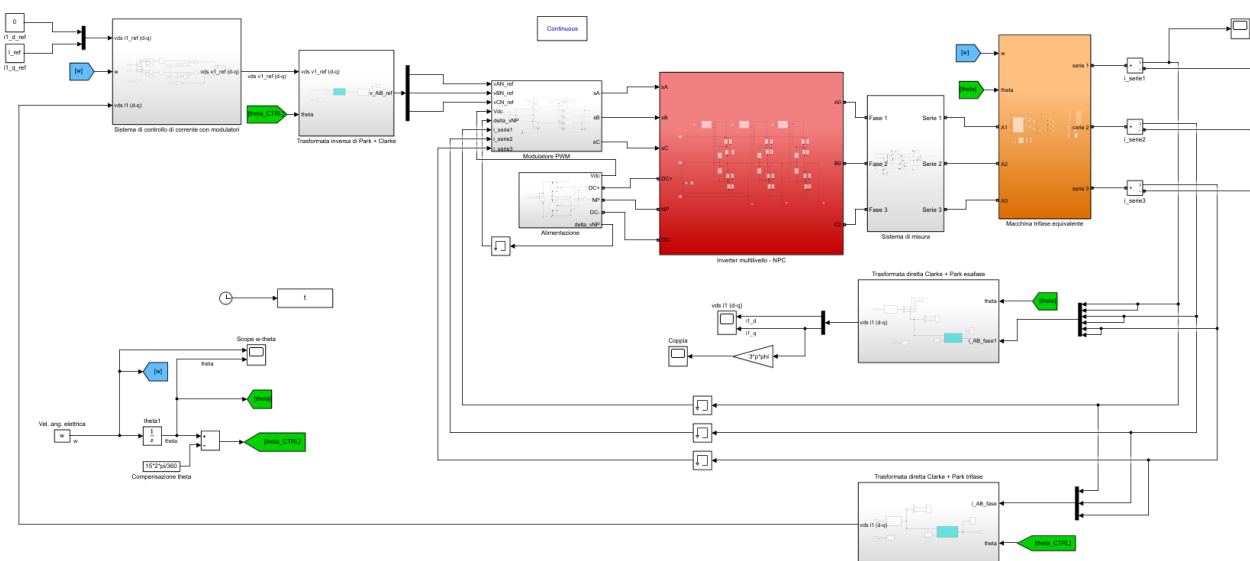 0
i1_d_ref
I_ref
i1_q_ref
[w]
vds i1_ref (d-q)
w
vds i1 (d-q)
vds v1_ref (d-q)
Sistema di controllo di corrente con modulatori
vds v1_ref (d-q)
vds v1_ref (d-q)
theta
v_AB_ref
[theta_CTRL]
Trasformata inversa di Park + Clarke
Continuous
vAN_ref
vBN_ref
vCN_ref
Vdc
delta_vNP
i_serie1
i_serie2
i_serie3
sA
sB
sC
Modulatore PWM
Vdc
DC+
NP
DC-
delta_vNP
Alimentazione
sA
sB
sC
DC+
NP
DC-
A0
B0
C0
Inverter multilivello - NPC
Fase 1
Fase 2
Fase 3
Serie 1
Serie 2
Serie 3
Sistema di misura
[w]
[theta]
w
theta
A1
A2
A3
serie 1
serie 2
serie 3
Macchina trifase equivalente
i_serie1
i_serie2
i_serie3
Trasformata diretta Clarke + Park esafase
theta
i_AB_fase1
vds i1 (d-q)
[theta]
vds i1 (d-q)
i1_d
i1_q
Coppia
3*p*phi
t
Scope w-theta
theta
[w]
[theta]
Vel. ang. elettrica
w
w
theta1
1
s
theta
[theta_CTRL]
15*2*pi/360
Compensazione theta
Trasformata diretta Clarke + Park trifase
i_AB_fase
theta
vds i1 (d-q)
[theta_CTRL]